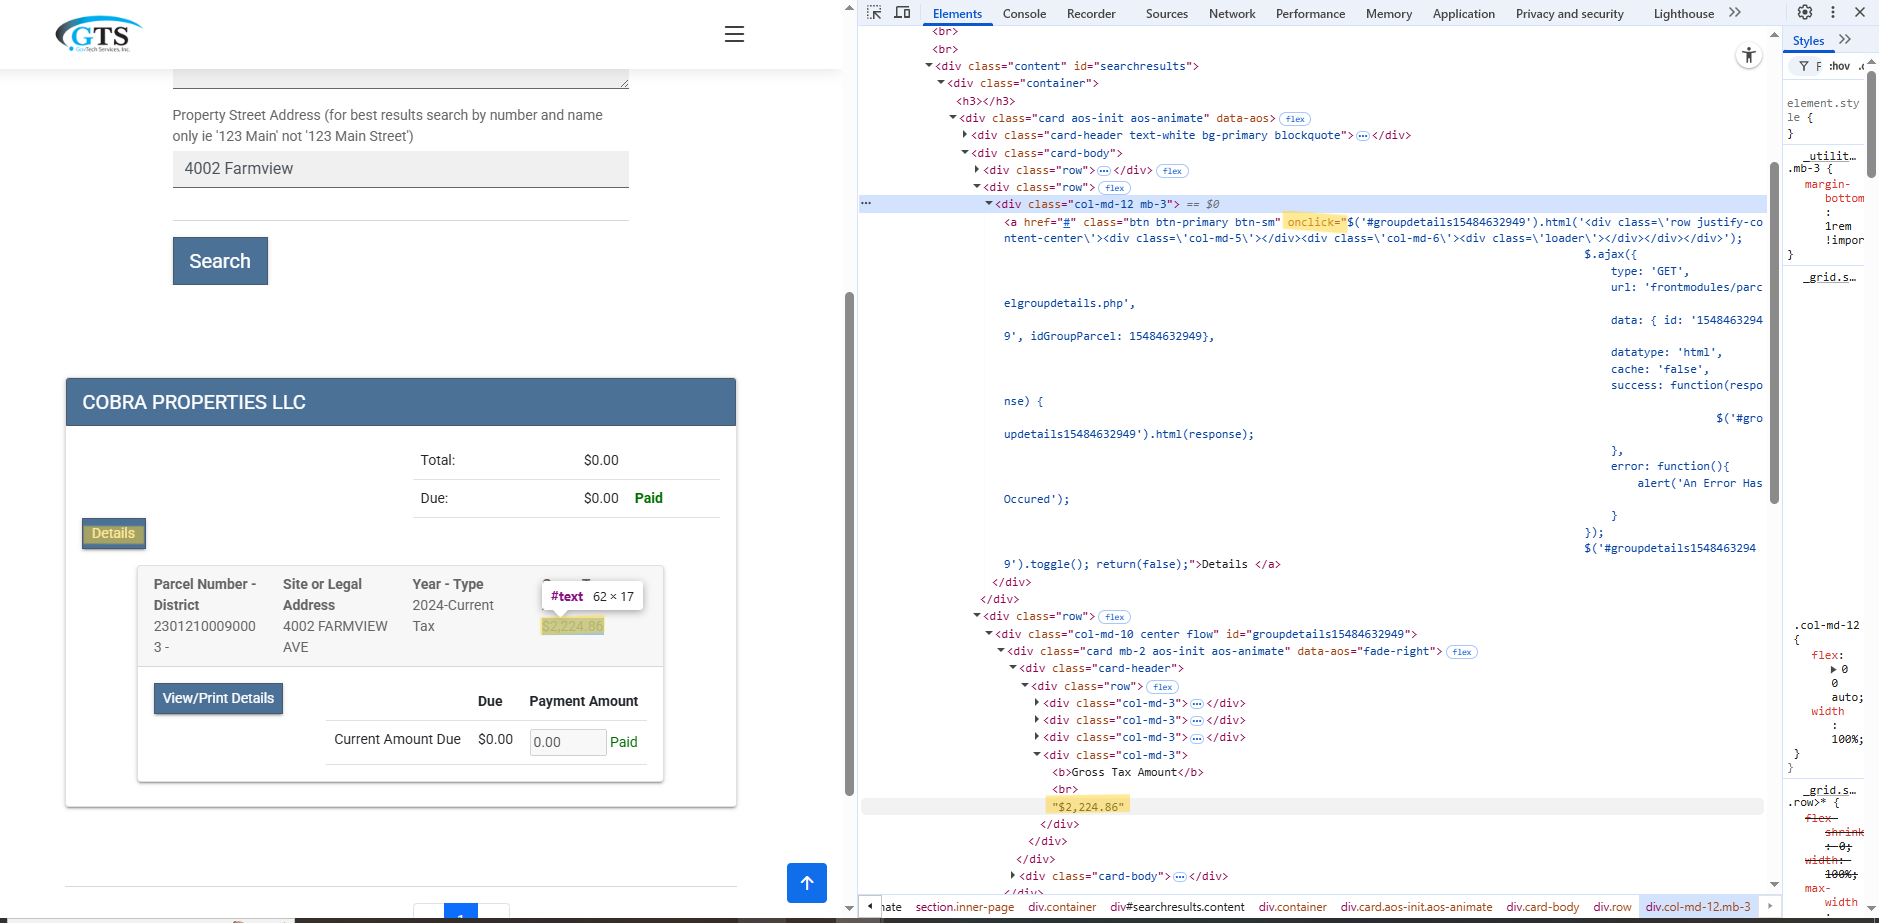 GTS
GovTech Services, Inc.
Property Street Address (for best results search by number and name
only ie '123 Main' not '123 Main Street')
4002 Farmview
Search
COBRA PROPERTIES LLC
Total: $0.00
Due: $0.00 Paid
Details
Parcel Number -
District
2301210009000
3 -
Site or Legal
Address
4002 FARMVIEW
AVE
Year - Type
2024-Current
Tax
#text 62 × 17
$2,224.86
View/Print Details
Due Payment Amount
Current Amount Due $0.00 0.00 Paid
1
Elements Console Recorder Sources Network Performance Memory Application Privacy and security Lighthouse
<br>
<br>
<div class="content" id="searchresults">
<div class="container">
<h3></h3>
<div class="card aos-init aos-animate" data-aos> flex
<div class="card-header text-white bg-primary blockquote"> … </div>
<div class="card-body">
<div class="row"> … </div> flex
<div class="row"> flex
… <div class="col-md-12 mb-3"> == $0
<a href="#" class="btn btn-primary btn-sm" onclick="$('#groupdetails15484632949').html('<div class=\'row justify-co
ntent-center\'><div class=\'col-md-5\'></div><div class=\'col-md-6\'><div class=\'loader\'></div></div></div>');
$.ajax({
type: 'GET',
url: 'frontmodules/parc
elgroupdetails.php',
data: { id: '1548463294
9', idGroupParcel: 15484632949},
datatype: 'html',
cache: 'false',
success: function(respo
nse) {
$('#gro
updetails15484632949').html(response);
},
error: function(){
alert('An Error Has
Occured');
}
});
$('#groupdetails1548463294
9').toggle(); return(false);">Details </a>
</div>
</div>
<div class="row"> flex
<div class="col-md-10 center flow" id="groupdetails15484632949">
<div class="card mb-2 aos-init aos-animate" data-aos="fade-right"> flex
<div class="card-header">
<div class="row"> flex
<div class="col-md-3"> … </div>
<div class="col-md-3"> … </div>
<div class="col-md-3"> … </div>
<div class="col-md-3">
<b>Gross Tax Amount</b>
<br>
"$2,224.86"
</div>
</div>
</div>
<div class="card-body"> … </div>
</div>
nate section.inner-page div.container div#searchresults.content div.container div.card.aos-init.aos-animate div.card-body div.row div.col-md-12.mb-3
Styles
F :hov .c
element.sty
le {
}
_utilit…
.mb-3 {
margin-
bottom
:
1rem
!impor
}
_grid.s…
.col-md-12
{
flex:
0
0
auto;
width
:
100%;
}
}
_grid.s…
.row>* {
flex-
shrink
: 0;
width:
100%;
max-
width
: